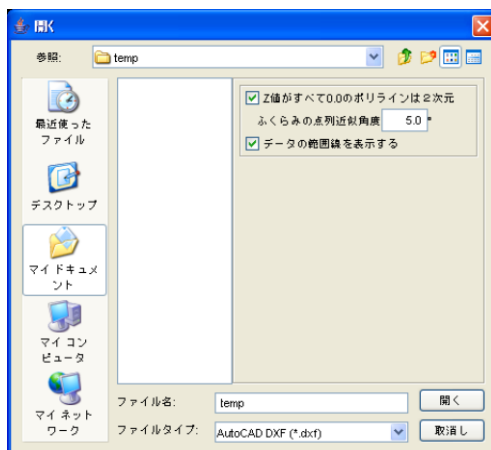 開く
参照: temp
Z値がすべて0.0のポリラインは2次元
ふくらみの点列近似角度 5.0 °
データの範囲線を表示する
最近使った
ファイル
デスクトップ
マイ ドキュメ
ント
マイ コン
ピュータ
マイ ネット
ワーク
ファイル名: temp
開く
ファイルタイプ: AutoCAD DXF (*.dxf)
取消し